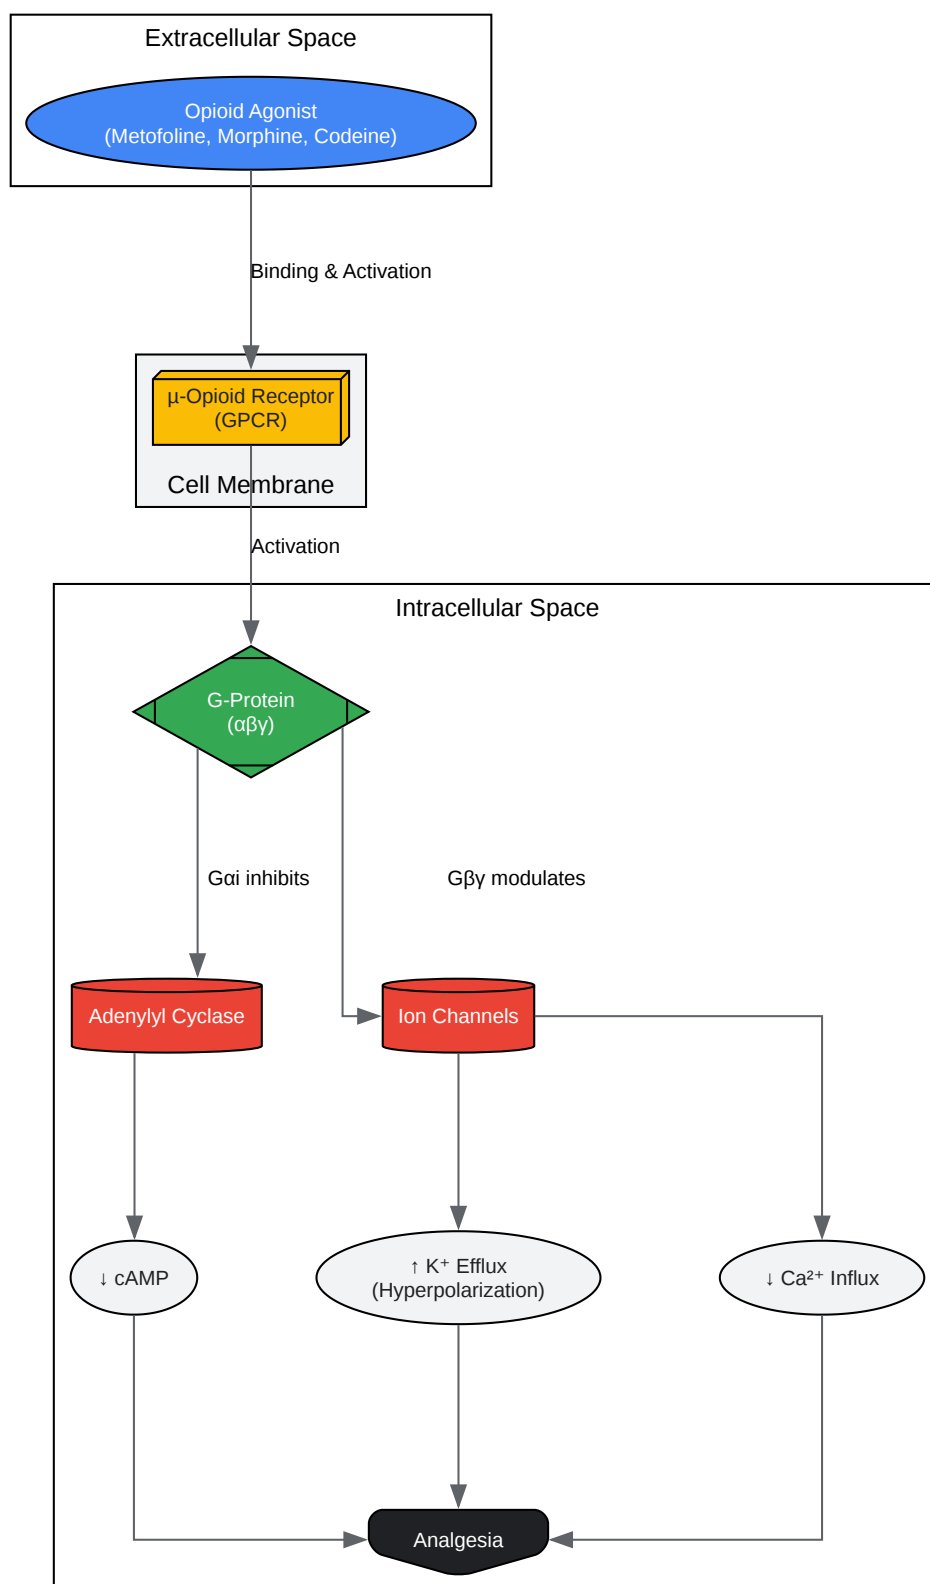 Extracellular Space
Opioid Agonist
(Metofoline, Morphine, Codeine)
Binding & Activation
µ-Opioid Receptor
(GPCR)
Cell Membrane
Activation
Intracellular Space
G-Protein
(αβγ)
Gαi inhibits
Gβγ modulates
Adenylyl Cyclase
Ion Channels
↓ cAMP
↑ K⁺ Efflux
(Hyperpolarization)
↓ Ca²⁺ Influx
Analgesia